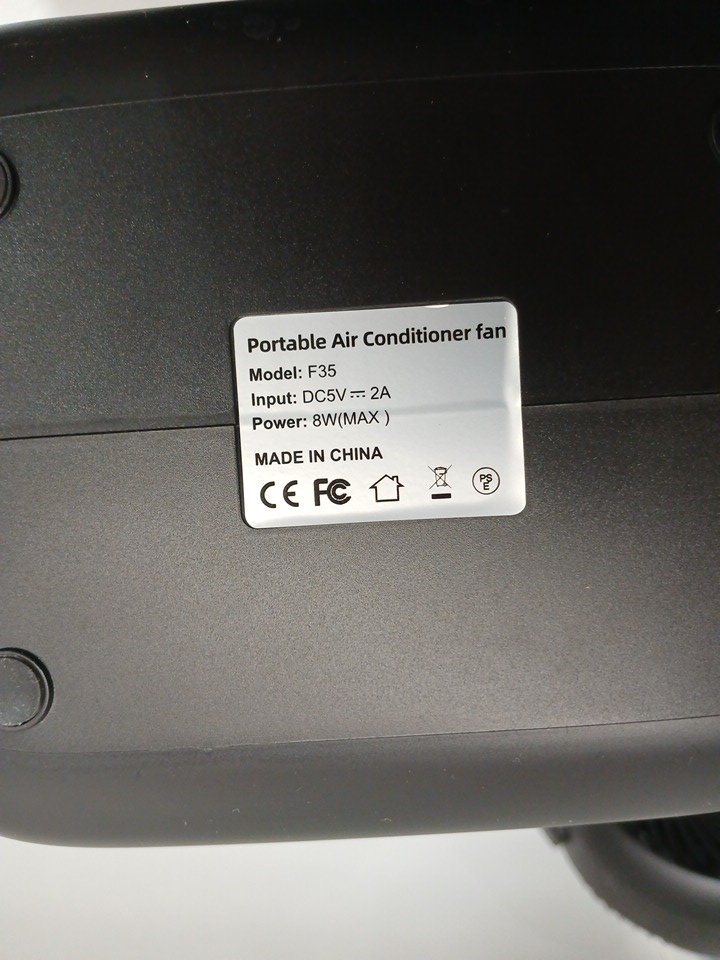 Portable Air Conditioner fan
Model: F35
Input: DC5V⎓2A
Power: 8W(MAX )
MADE IN CHINA
CE FC PSE